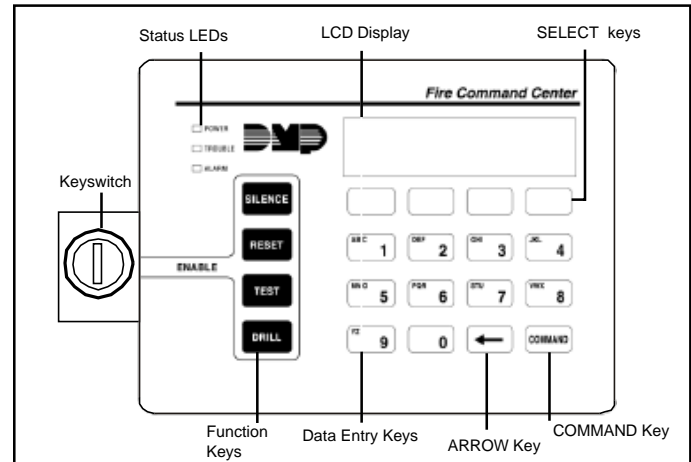 Status LEDs
LCD Display
SELECT keys
Fire Command Center
POWER
DMP
TROUBLE
ALARM
Keyswitch
SILENCE
RESET
ABC 1
DEF 2
GHI 3
JKL 4
ENABLE
TEST
MNO 5
PQR 6
STU 7
VWX 8
DRILL
YZ 9
0
COMMAND
Function
Keys
Data Entry Keys
ARROW Key
COMMAND Key